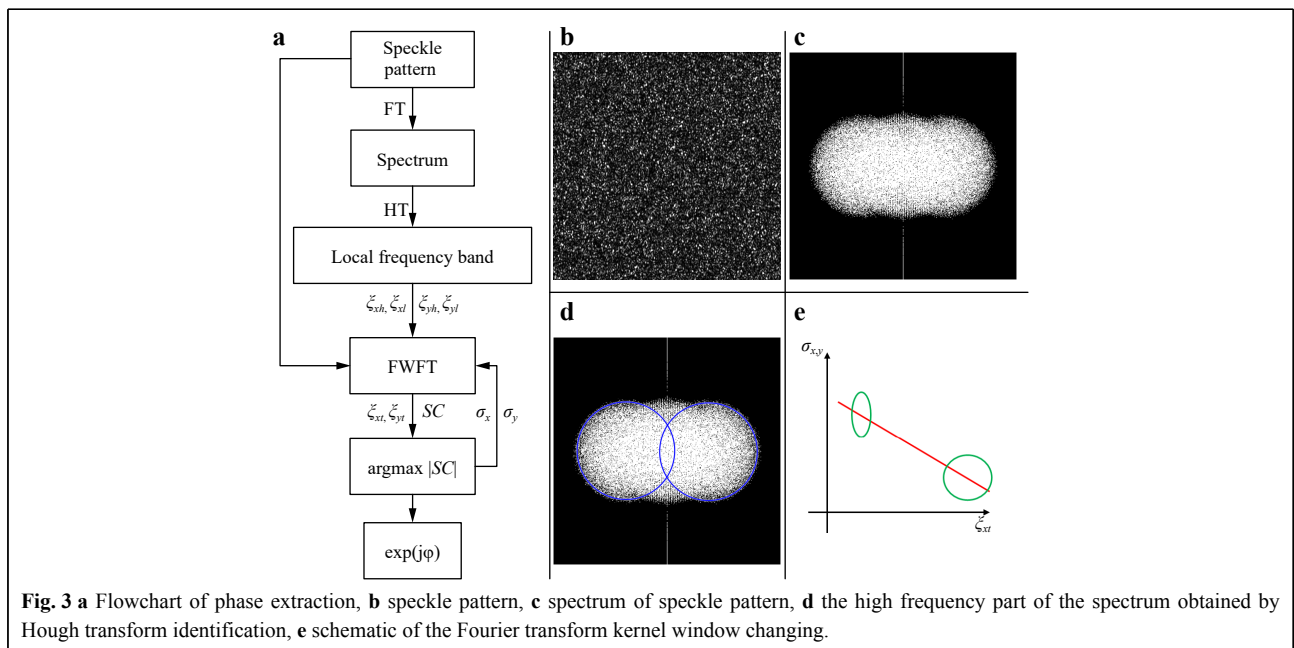 a
Speckle
pattern
FT
Spectrum
HT
Local frequency band
ξxh, ξxl ξyh, ξyl
FWFT
ξxt, ξyt SC σx σy
argmax |SC|
exp(jφ)
b
c
d
e
σx,y
ξxt
Fig. 3 a Flowchart of phase extraction, b speckle pattern, c spectrum of speckle pattern, d the high frequency part of the spectrum obtained by
Hough transform identification, e schematic of the Fourier transform kernel window changing.